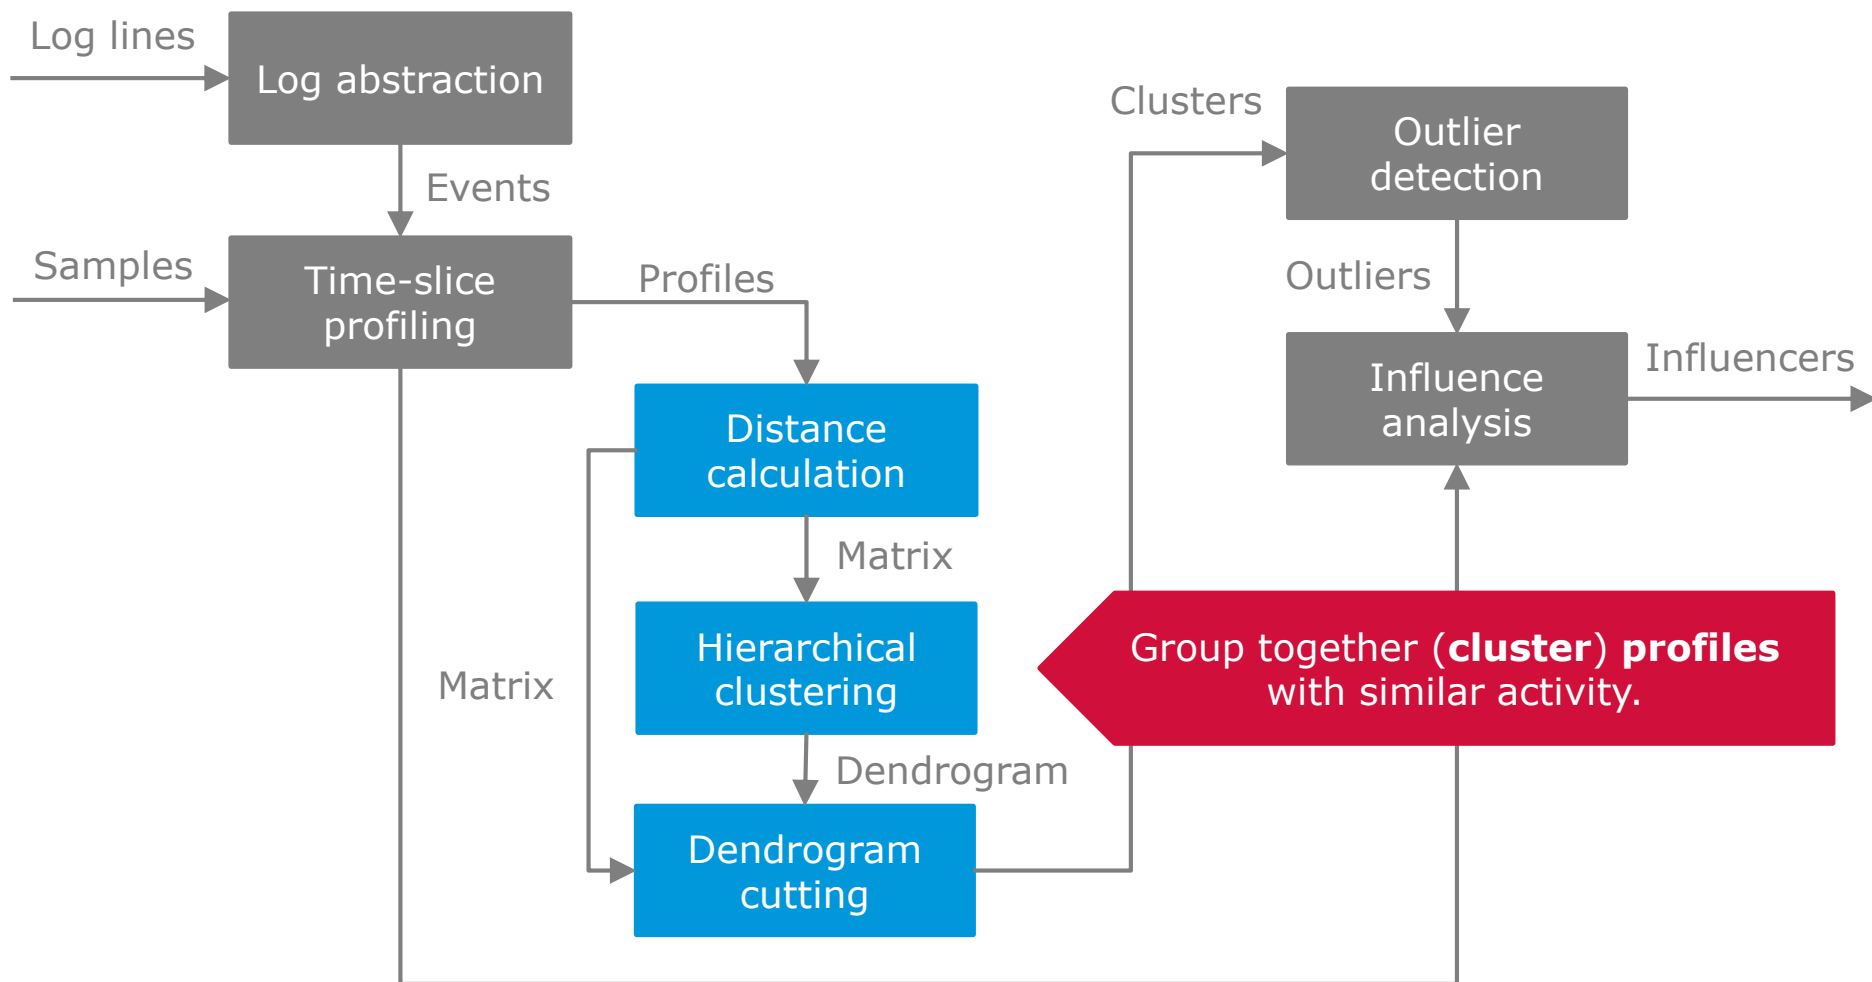 Log lines
Log abstraction
Events
Samples
Time-slice
profiling
Profiles
Distance
calculation
Matrix
Hierarchical
clustering
Matrix
Dendrogram
Dendrogram
cutting
Clusters
Outlier
detection
Outliers
Influence
analysis
Influencers
Group together (cluster) profiles
with similar activity.